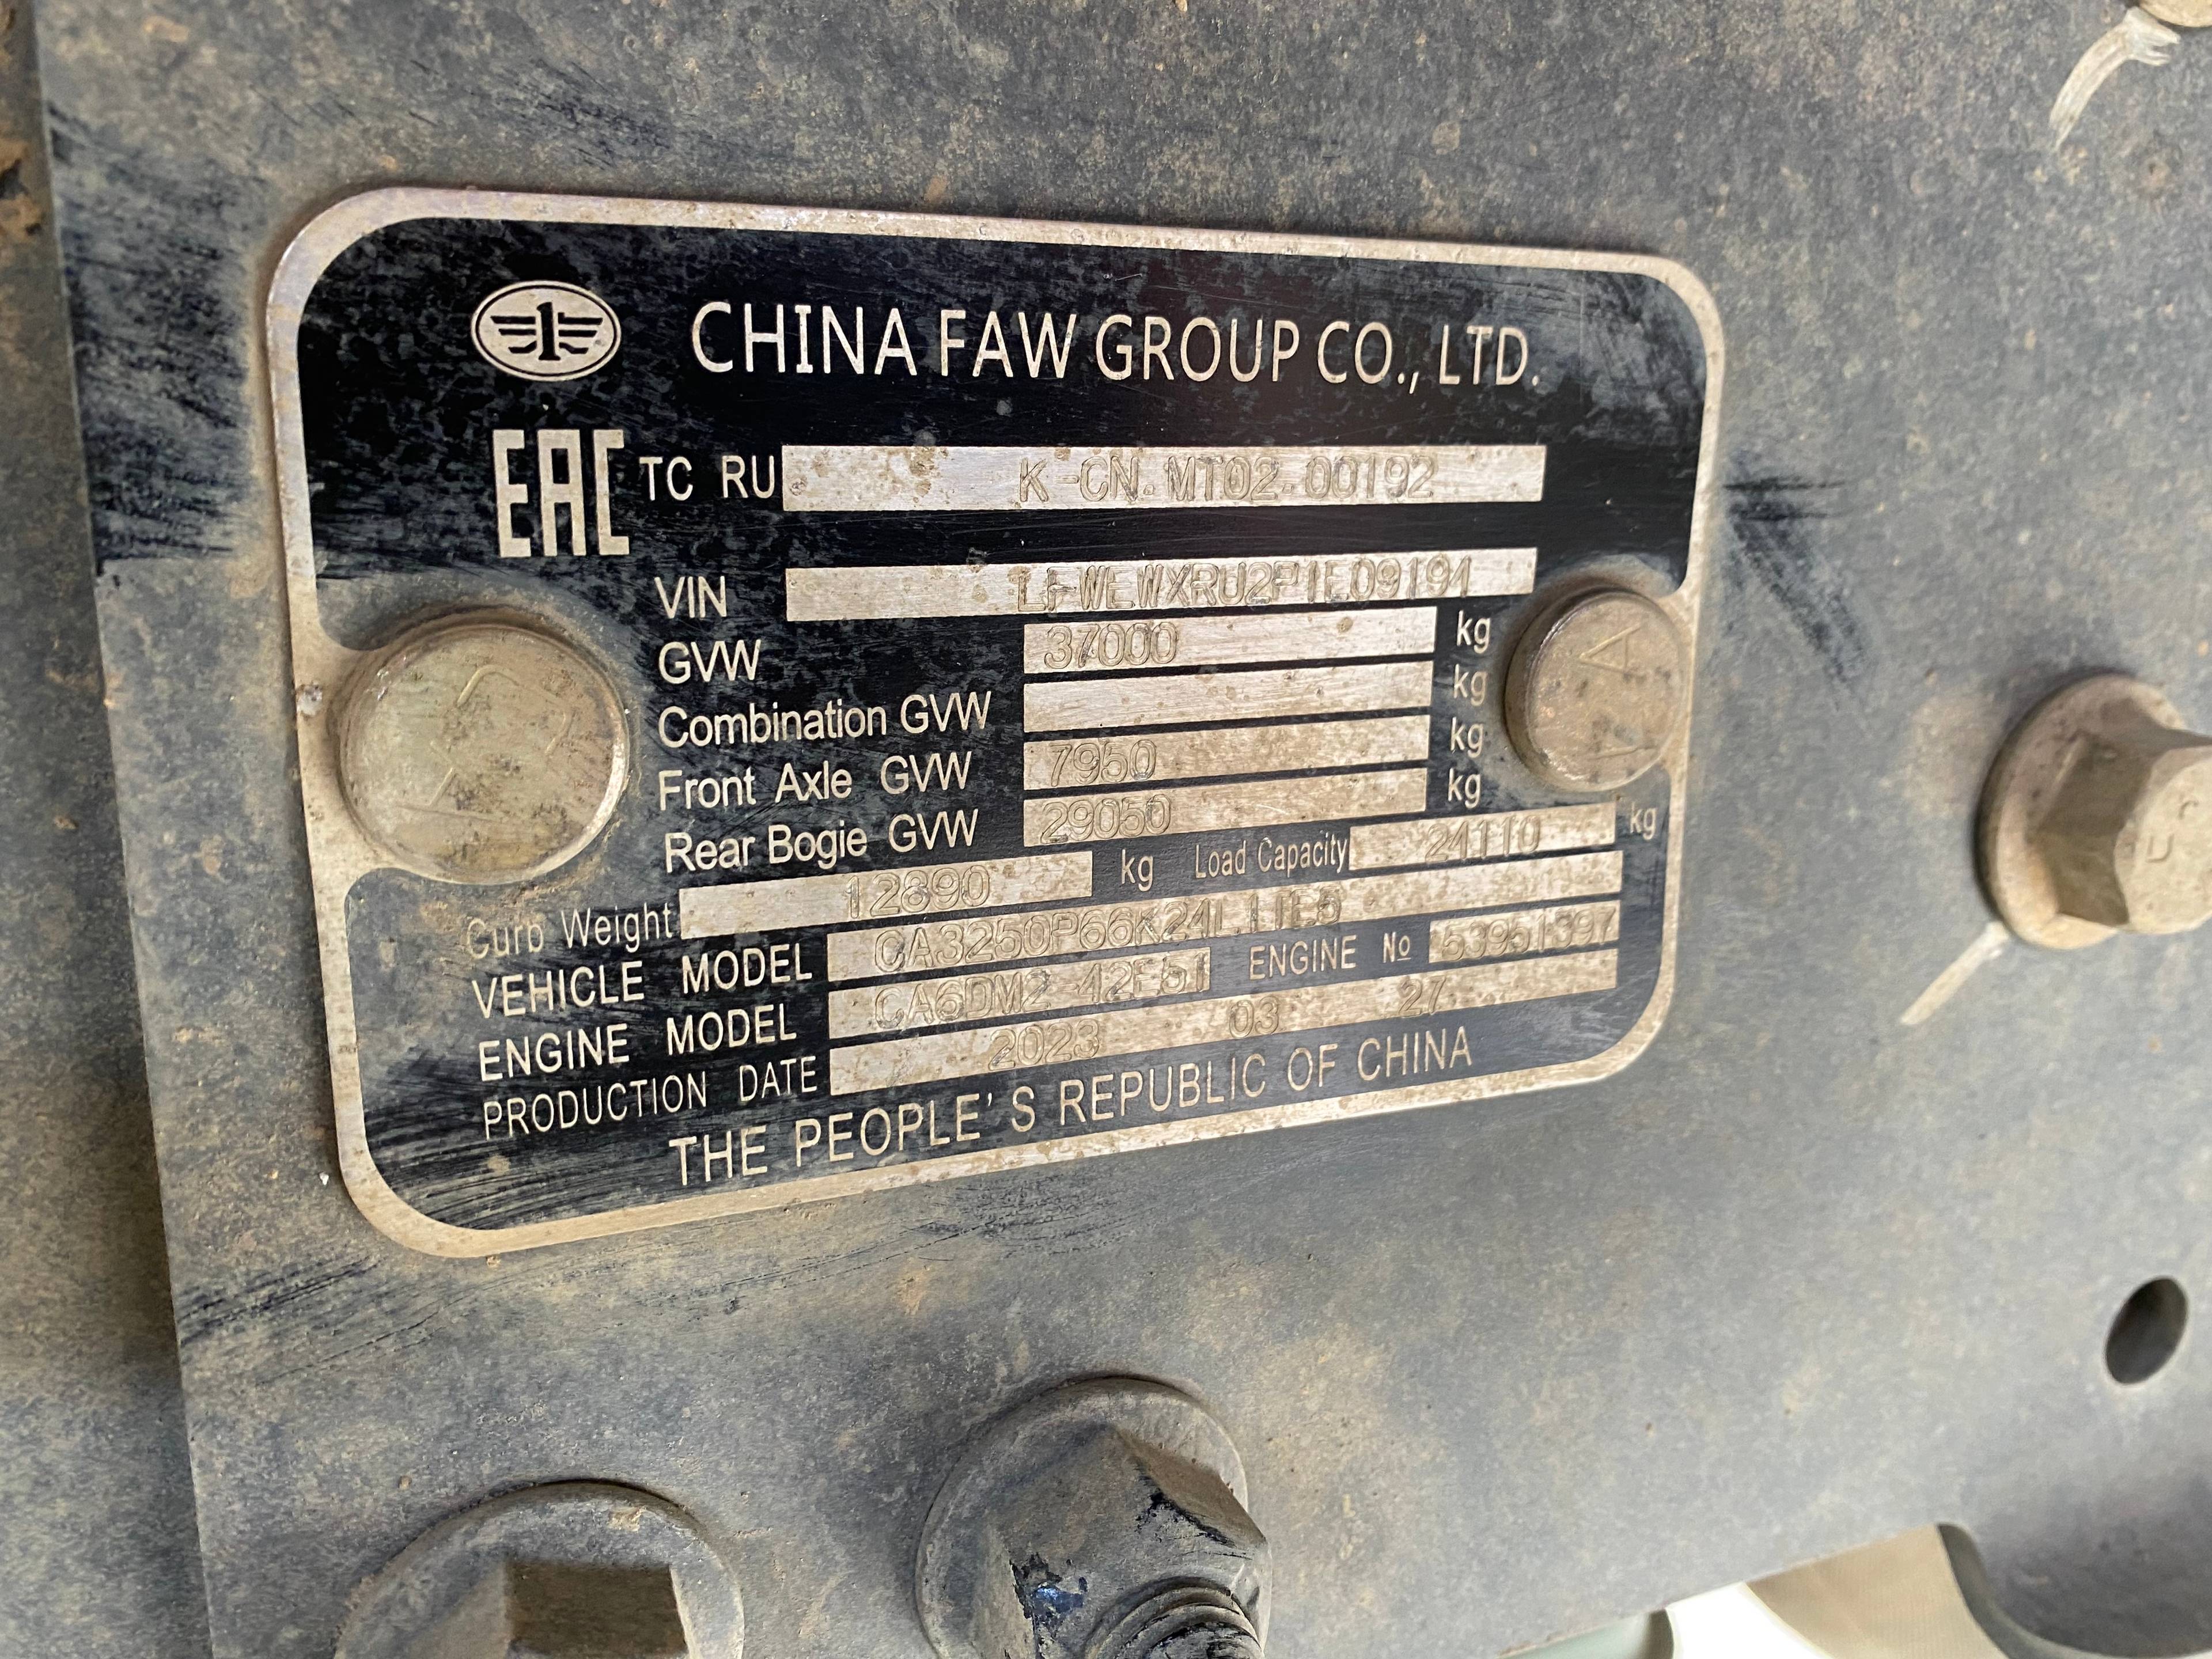 CHINA FAW GROUP CO., LTD.
EAC TC RU K-CN.MT02.00192
VIN LFWEWXRU2P1E09194
GVW 37000 kg
Combination GVW kg
Front Axle GVW 7950 kg
Rear Bogie GVW 29050 kg
Curb Weight 12890 kg Load Capacity 24110 kg
VEHICLE MODEL CA3250P66K24L1TE5
ENGINE MODEL CA6DM2-42E51 ENGINE № 53951397
PRODUCTION DATE 2023 03 27
THE PEOPLE'S REPUBLIC OF CHINA